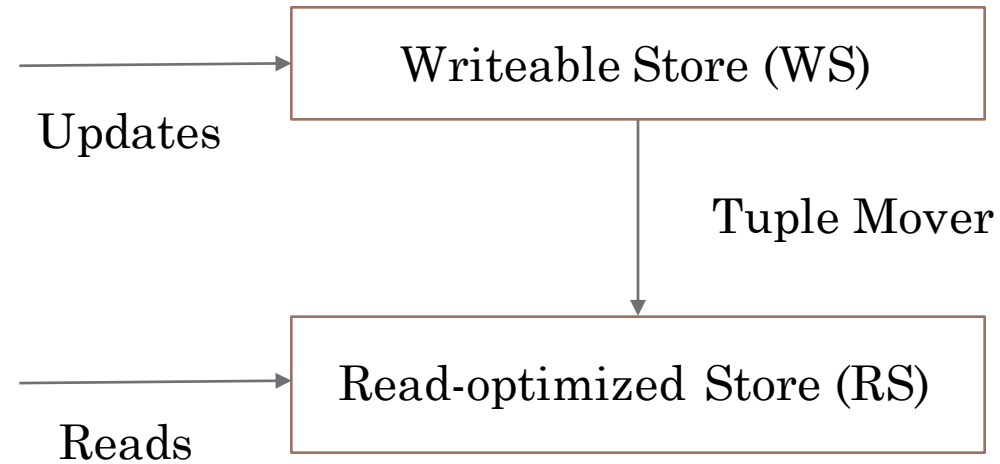 Writeable Store (WS)
Updates
Tuple Mover
Read-optimized Store (RS)
Reads